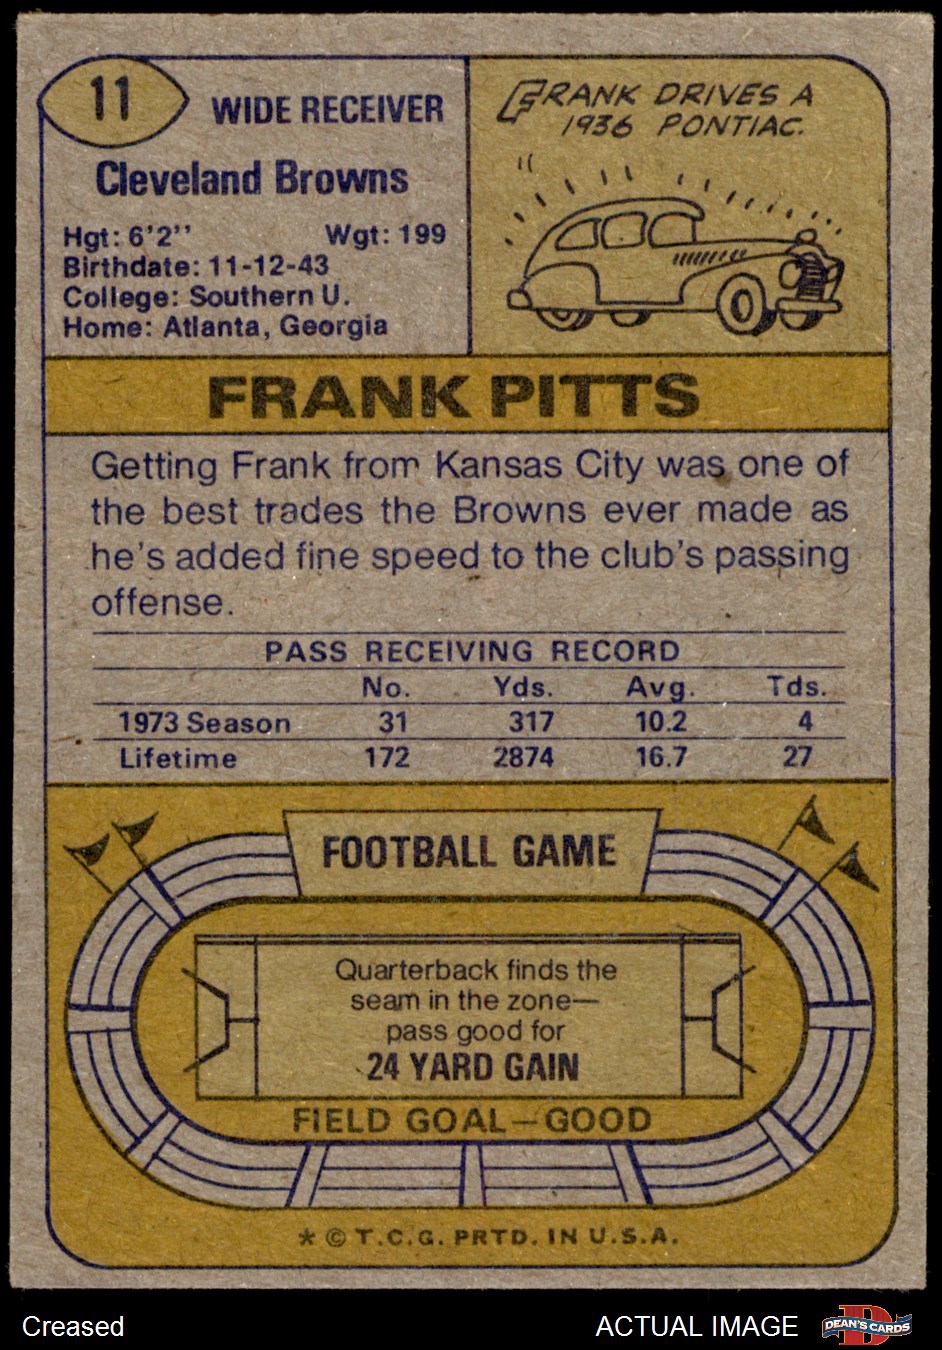 11
WIDE RECEIVER
Cleveland Browns
Hgt: 6'2'' Wgt: 199
Birthdate: 11-12-43
College: Southern U.
Home: Atlanta, Georgia
FRANK DRIVES A
1936 PONTIAC.
FRANK PITTS
Getting Frank from Kansas City was one of
the best trades the Browns ever made as
he's added fine speed to the club's passing
offense.
PASS RECEIVING RECORD
No. Yds. Avg. Tds.
1973 Season 31 317 10.2 4
Lifetime 172 2874 16.7 27
FOOTBALL GAME
Quarterback finds the
seam in the zone—
pass good for
24 YARD GAIN
FIELD GOAL—GOOD
* © T.C.G. PRTD. IN U.S.A.
Creased
ACTUAL IMAGE
DEAN'S CARDS